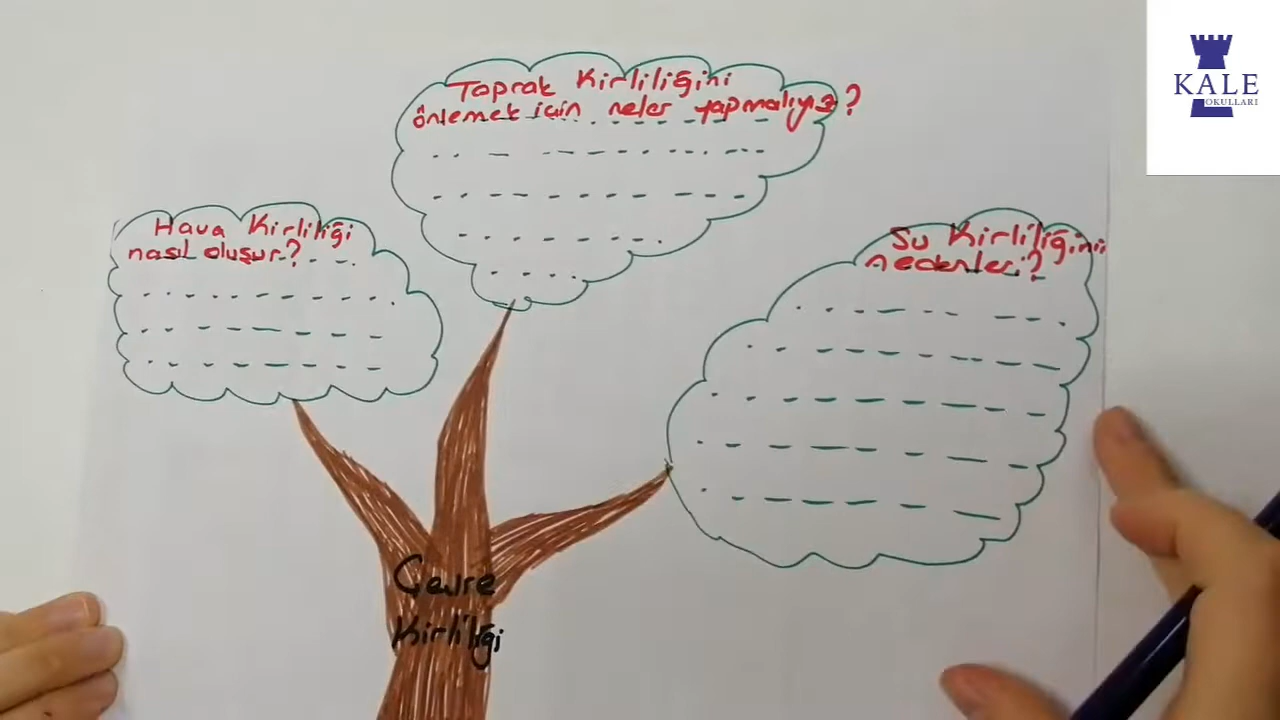 KALE
OKULLARI
Toprak Kirliliğini
önlemek için neler yapmalıyız?
Hava Kirliliği
nasıl oluşur?
Su Kirliliğinin
nedenleri?
Çevre
Kirliliği